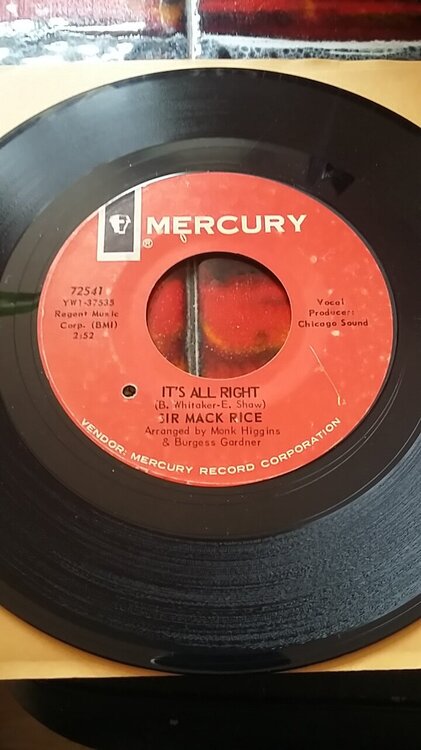 MERCURY
®
72541
YW1-37535
Regent Music
Corp. (BMI)
2:52
Vocal
Producer:
Chicago Sound
IT'S ALL RIGHT
(B. Whitaker-E. Shaw)
SIR MACK RICE
Arranged by Monk Higgins
& Burgess Gardner
VENDOR: MERCURY RECORD CORPORATION